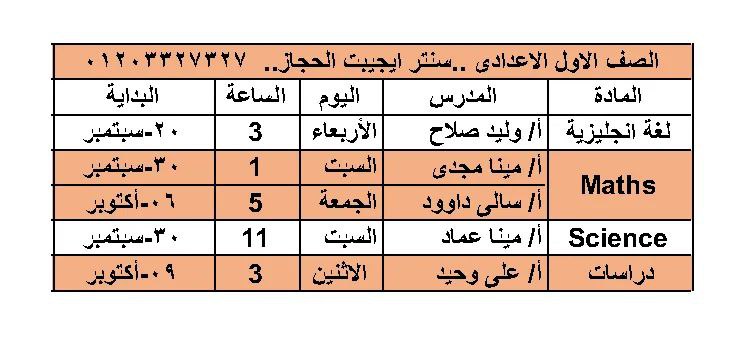 الصف الاول الاعدادى ..سنتر ايجيبت الحجاز.. ٠١٢٠٣٣٢٧٣٢٧
المادة المدرس اليوم الساعة البداية
لغة انجليزية أ/ وليد صلاح الأربعاء 3 ٢٠-سبتمبر
Maths أ/ مينا مجدى السبت 1 ٣٠-سبتمبر
أ/ سالى داوود الجمعة 5 ٠٦-أكتوبر
Science أ/ مينا عماد السبت 11 ٣٠-سبتمبر
دراسات أ/ على وحيد الاثنين 3 ٠٩-أكتوبر